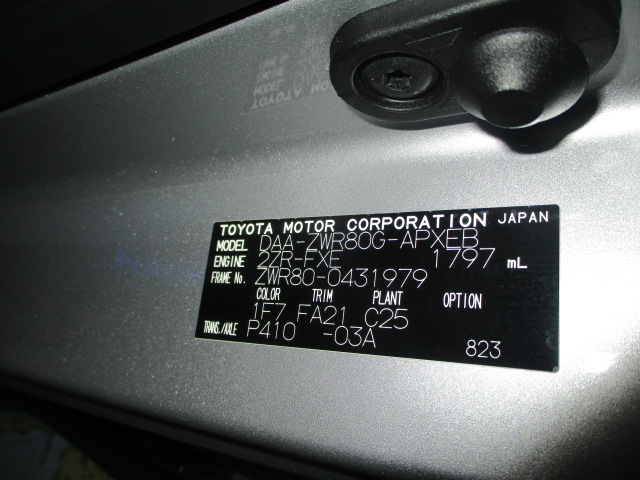 TOYOTA MOTOR CORPORATION JAPAN
MODEL DAA-ZWR80G-APXEB
ENGINE 2ZR-FXE 1797 mL
FRAME No. ZWR80-0431979
COLOR TRIM PLANT OPTION
1F7 FA21 C25
TRANS./AXLE P410 -03A
823